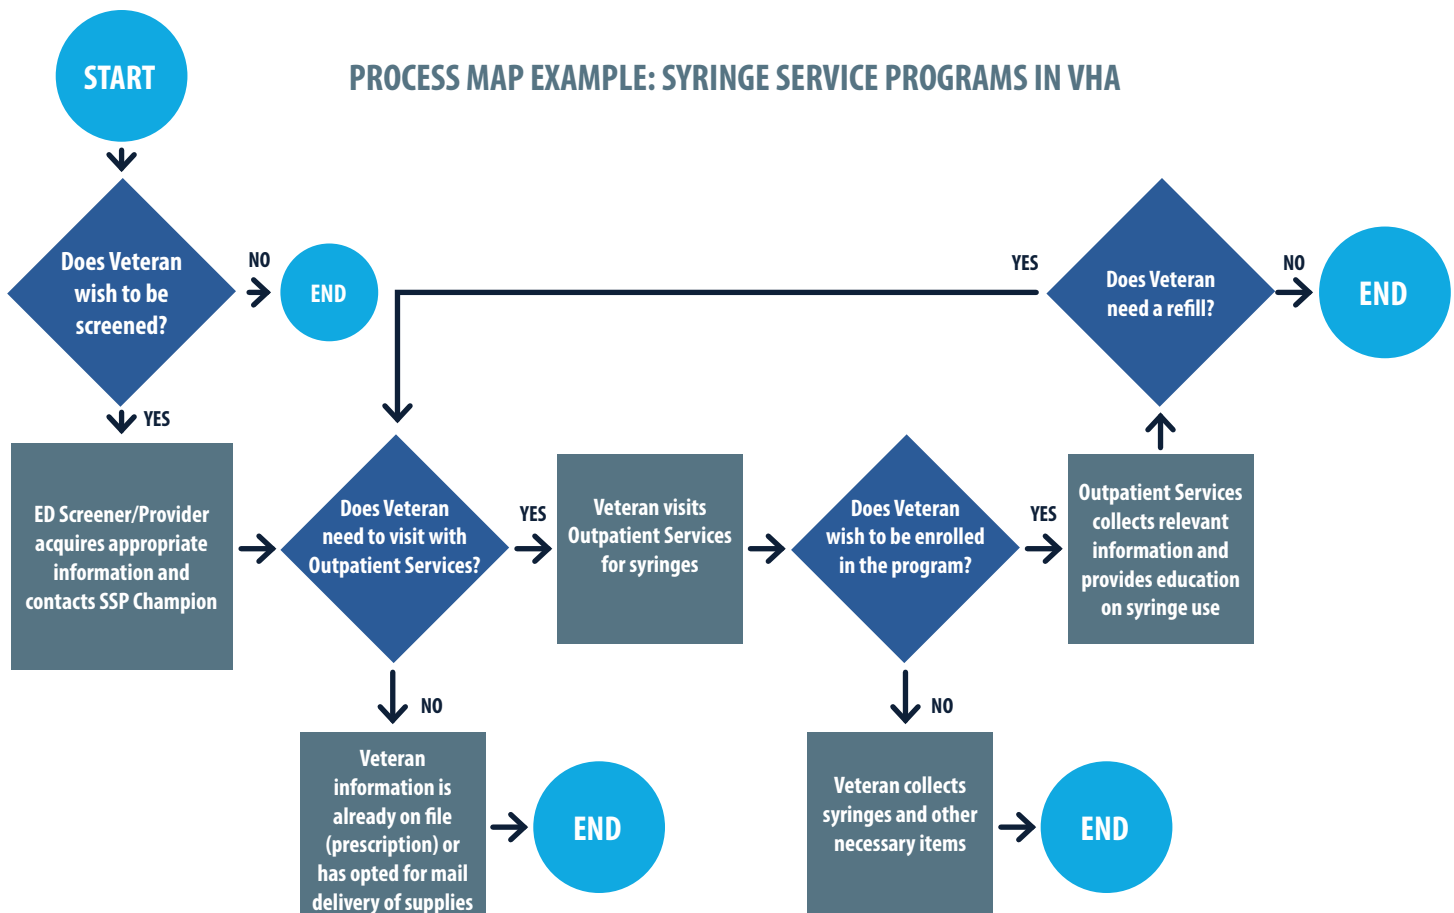 START
PROCESS MAP EXAMPLE: SYRINGE SERVICE PROGRAMS IN VHA
Does Veteran
wish to be
screened?
NO
END
YES
Does Veteran
need a refill?
NO
END
YES
ED Screener/Provider
acquires appropriate
information and
contacts SSP Champion
Does Veteran
need to visit with
Outpatient Services?
YES
Veteran visits
Outpatient Services
for syringes
Does Veteran
wish to be enrolled
in the program?
YES
Outpatient Services
collects relevant
information and
provides education
on syringe use
NO
NO
Veteran
information is
already on file
(prescription) or
has opted for mail
delivery of supplies
END
Veteran collects
syringes and other
necessary items
END